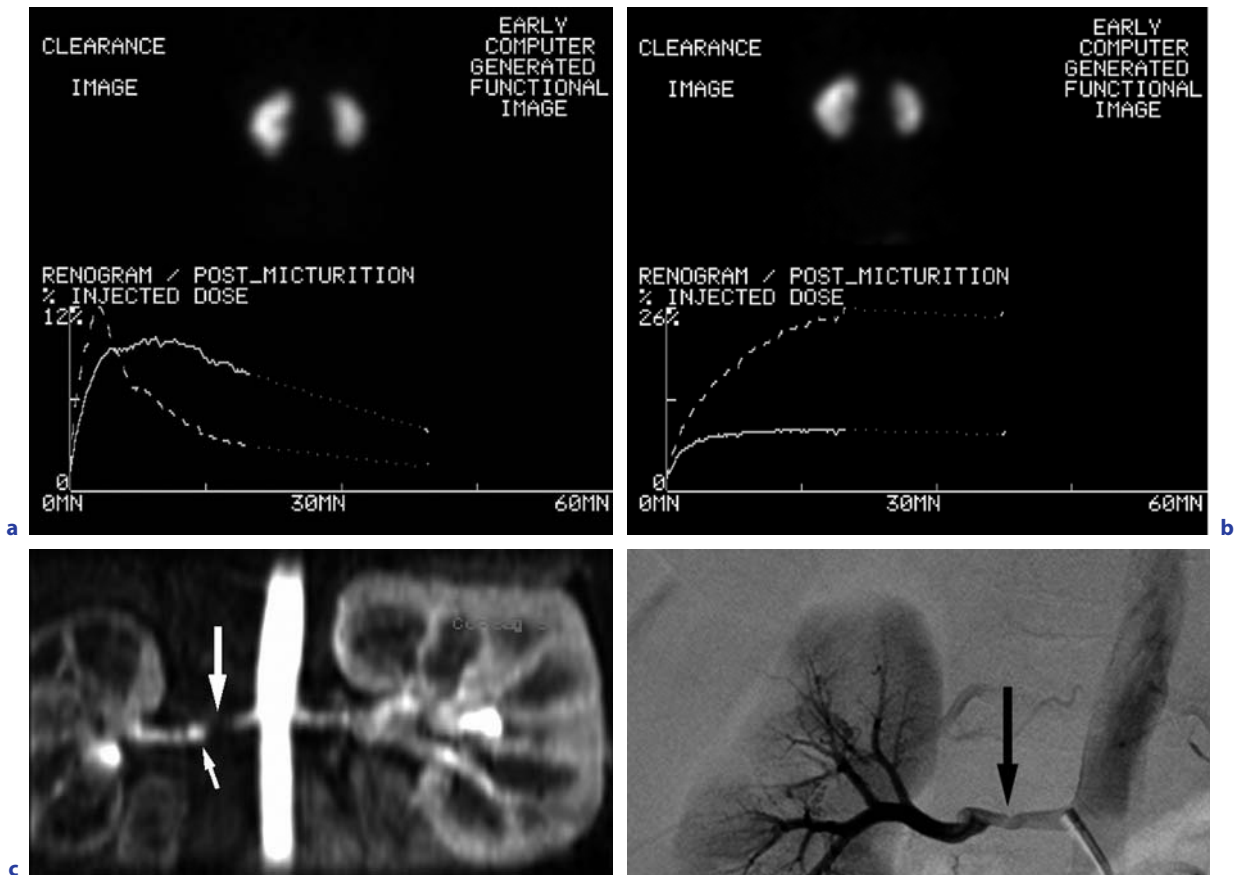 CLEARANCE
IMAGE
EARLY
COMPUTER
GENERATED
FUNCTIONAL
IMAGE
RENOGRAM / POST_MICTURITION
% INJECTED DOSE
12%
0
0MN 30MN 60MN
a
CLEARANCE
IMAGE
EARLY
COMPUTER
GENERATED
FUNCTIONAL
IMAGE
RENOGRAM / POST_MICTURITION
% INJECTED DOSE
26%
0
0MN 30MN 60MN
b
c